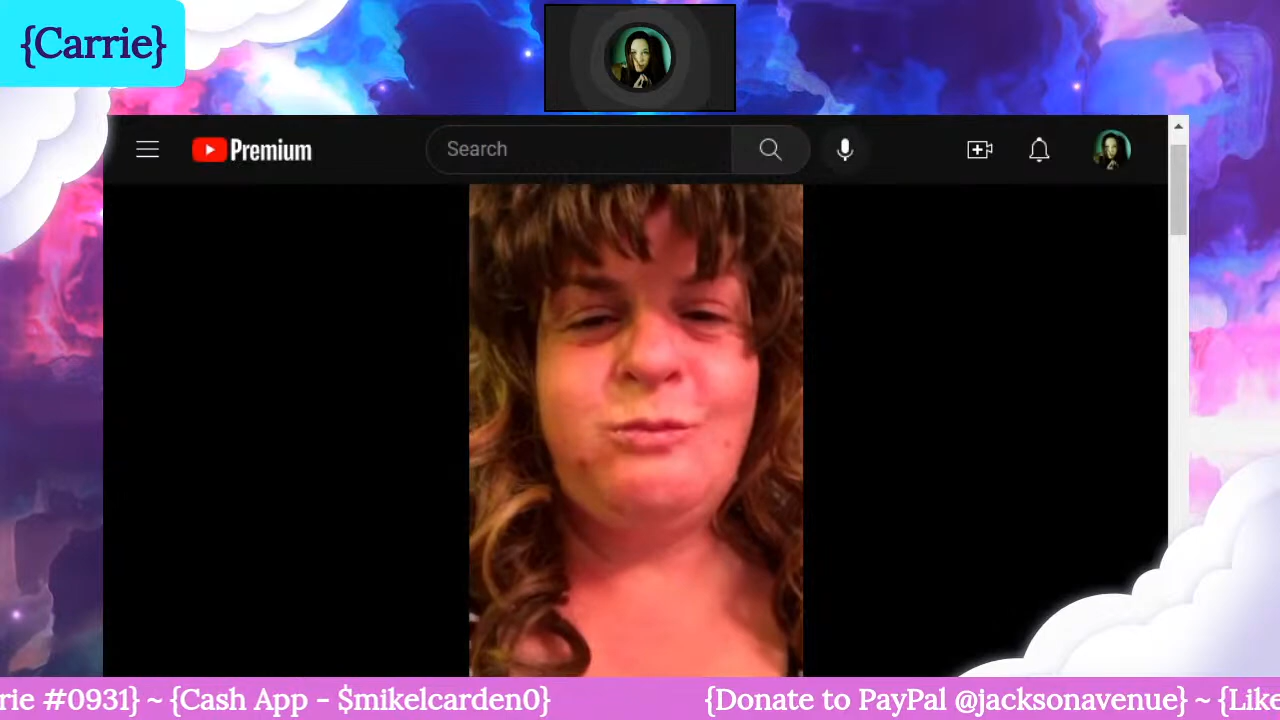 {Carrie}
Premium
Search
rie #0931} ~ {Cash App - $mikelcarden0} {Donate to PayPal @jacksonavenue} ~ {Like